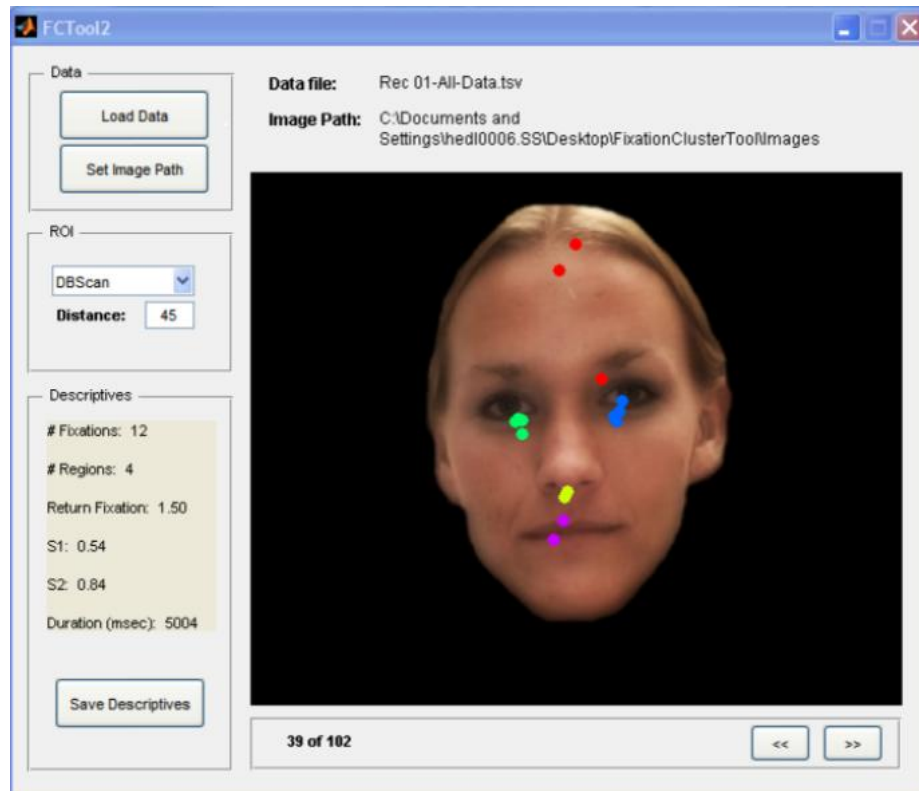 FCTool2
Data
Load Data
Set Image Path
ROI
DBScan
Distance: 45
Descriptives
# Fixations: 12
# Regions: 4
Return Fixation: 1.50
S1: 0.54
S2: 0.84
Duration (msec): 5004
Save Descriptives
Data file: Rec 01-All-Data.tsv
Image Path: C:\Documents and
Settings\hedl0006.SS\Desktop\FixationClusterTool\Images
39 of 102
<<
>>